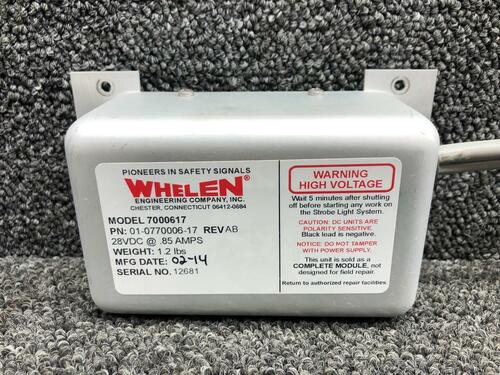 PIONEERS IN SAFETY SIGNALS
WHELEN
ENGINEERING COMPANY, INC.
CHESTER, CONNECTICUT 06412-0684
MODEL 7000617
PN: 01-0770006-17 REV AB
28VDC @ .85 AMPS
WEIGHT: 1.2 lbs
MFG DATE: 02-14
SERIAL NO. 12681
WARNING
HIGH VOLTAGE
Wait 5 minutes after shutting
off before starting any work on
the Strobe Light System.
CAUTION: DC UNITS ARE
POLARITY SENSITIVE.
Black lead is negative.
NOTICE: DO NOT TAMPER
WITH POWER SUPPLY.
This unit is sold as a
COMPLETE MODULE, not
designed for field repair.
Return to authorized repair facilities.